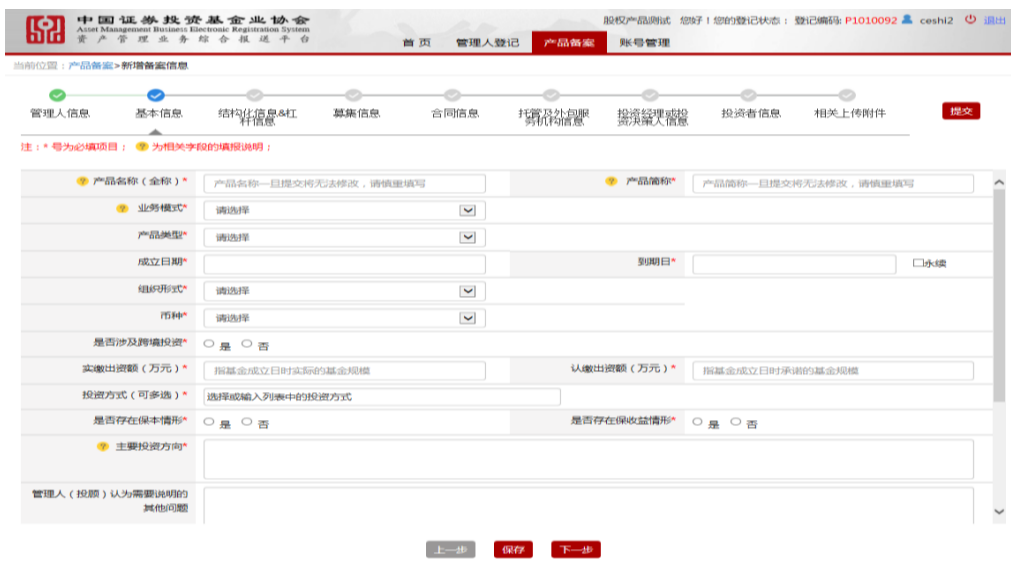 中国证券投资基金业协会
Asset Management Business Electronic Registration System
资产管理业务综合报送平台
股权产品测试 您好！您的登记状态： 登记编码: P1010092 ceshi2 退出
首页 管理人登记 产品备案 账号管理
当前位置：产品备案>新增备案信息
管理人信息 基本信息 结构化信息&杠杆信息 募集信息 合同信息 托管及外包服务机构信息 投资经理或投资决策人信息 投资者信息 相关上传附件 提交
注：* 号为必填项目； ? 为相关字段的填报说明；
? 产品名称（全称）* 产品名称一旦提交将无法修改，请慎重填写 ? 产品简称* 产品简称一旦提交将无法修改，请慎重填写
? 业务模式* 请选择
产品类型* 请选择
成立日期* 到期日* 永续
组织形式* 请选择
币种* 请选择
是否涉及跨境投资* 是 否
实缴出资额（万元）* 指基金成立日时实际的基金规模 认缴出资额（万元）* 指基金成立日时承诺的基金规模
投资方式（可多选）* 选择或输入列表中的投资方式
是否存在保本情形* 是 否 是否存在保收益情形* 是 否
? 主要投资方向*
管理人（投顾）认为需要说明的
其他问题
上一步 保存 下一步